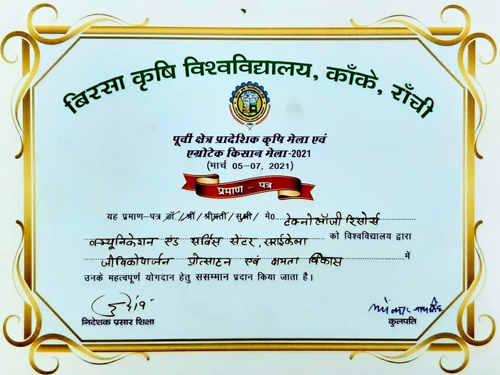 बिरसा कृषि विश्वविद्यालय, काँके, राँची
पूर्वी क्षेत्र प्रादेशिक कृषि मेला एवं
एग्रोटेक किसान मेला-2021
(मार्च 05-07, 2021)
प्रमाण - पत्र
यह प्रमाण-पत्र डॉ/श्री/श्रीमती/सुश्री/मे० टेक्नोलॉजी रिसोर्स
कम्यूनिकेशन एंड सर्विस सेंटर, सराईकेला को विश्वविद्यालय द्वारा
जीविकोपार्जन प्रोत्साहन एवं क्षमता विकास में
उनके महत्वपूर्ण योगदान हेतु ससम्मान प्रदान किया जाता है।
निदेशक प्रसार शिक्षा
कुलपति